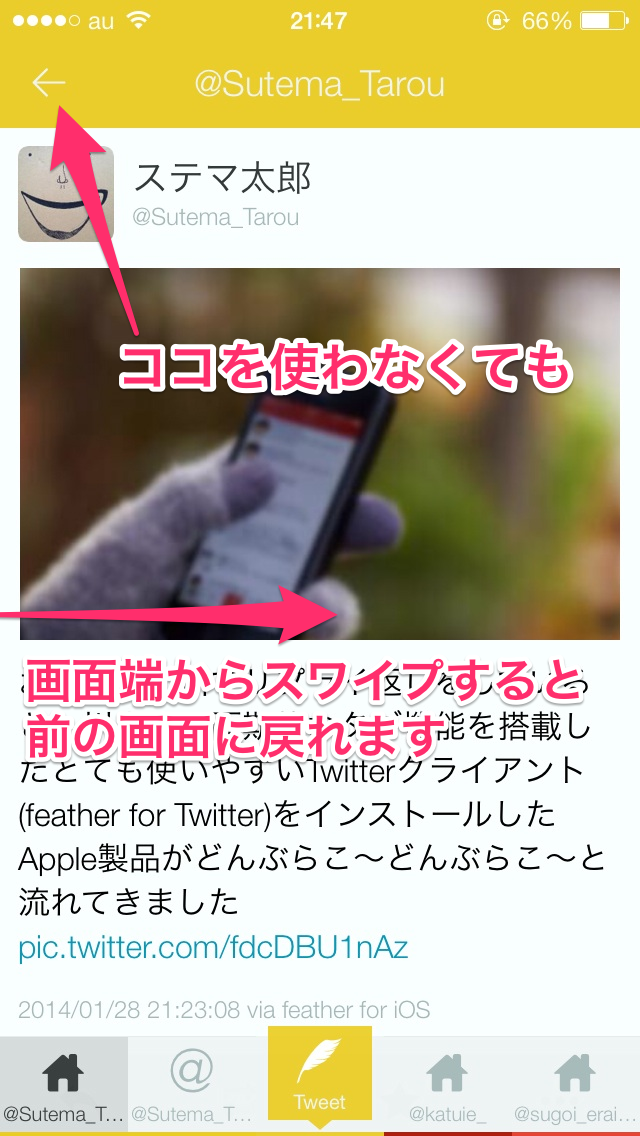 au 21:47 66%
@Sutema_Tarou
ステマ太郎
@Sutema_Tarou
ココを使わなくても
画面端からスワイプすると
前の画面に戻れます
能を搭載し
たとても使いやすいTwitterクライアント
(feather for Twitter)をインストールした
Apple製品がどんぶらこ〜どんぶらこ〜と
流れてきました
pic.twitter.com/fdcDBU1nAz
2014/01/28 21:23:08 via feather for iOS
Tweet
@Sutema_T... @Sutema_T... @katuie_ @sugoi_erai...